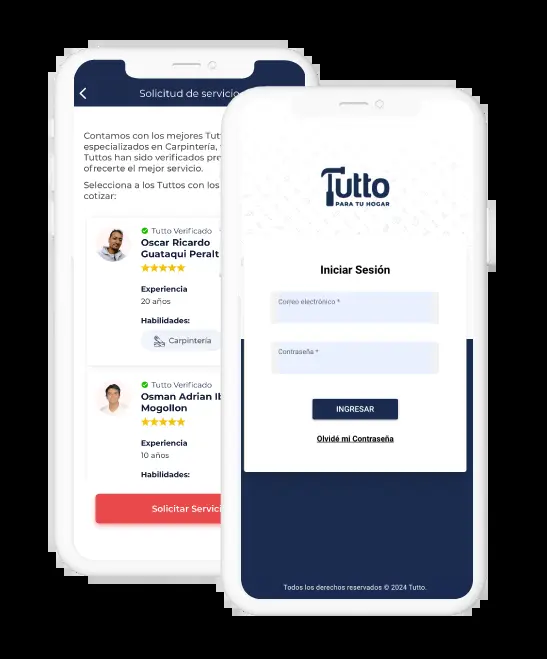 Solicitud de servicio
Contamos con los mejores Tut
especializados en Carpintería,
Tuttos han sido verificados pre
ofrecerte el mejor servicio.
Selecciona a los Tuttos con los
cotizar:
Tutto Verificado
Oscar Ricardo
Guataqui Peralt
Experiencia
20 años
Habilidades:
Carpintería
Tutto Verificado
Osman Adrian Ib
Mogollon
Experiencia
10 años
Habilidades:
Solicitar Servici
Tutto
PARA TU HOGAR
Iniciar Sesión
Correo electrónico *
Contraseña *
INGRESAR
Olvidé mi Contraseña
Todos los derechos reservados © 2024 Tutto.